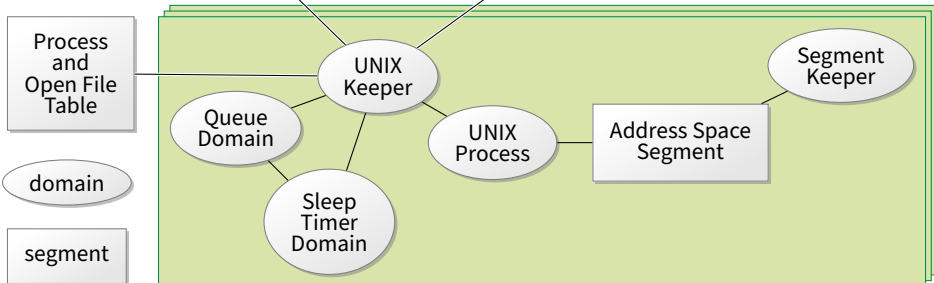 Process
and
Open File
Table
UNIX
Keeper
Segment
Keeper
Queue
Domain
UNIX
Process
Address Space
Segment
domain
Sleep
Timer
Domain
segment